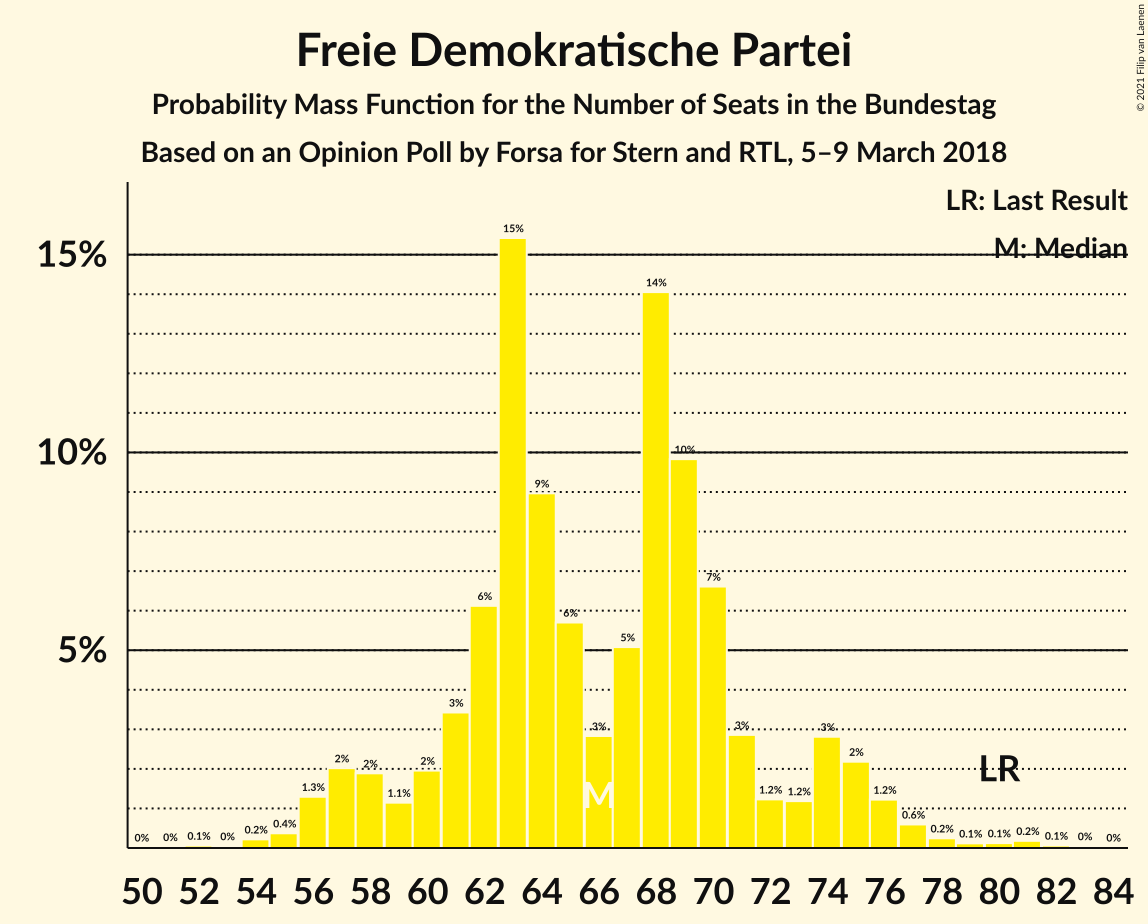 Freie Demokratische Partei
Probability Mass Function for the Number of Seats in the Bundestag
Based on an Opinion Poll by Forsa for Stern and RTL, 5–9 March 2018
© 2021 Filip van Laenen
LR: Last Result
M: Median
15%
10%
5%
0% 0% 0.1% 0% 0.2% 0.4% 1.3% 2% 2% 1.1% 2% 3% 6% 15% 9% 6% 3% 5% 14% 10% 7% 3% 1.2% 1.2% 3% 2% 1.2% 0.6% 0.2% 0.1% 0.1% 0.2% 0.1% 0% 0%
M
LR
50 52 54 56 58 60 62 64 66 68 70 72 74 76 78 80 82 84